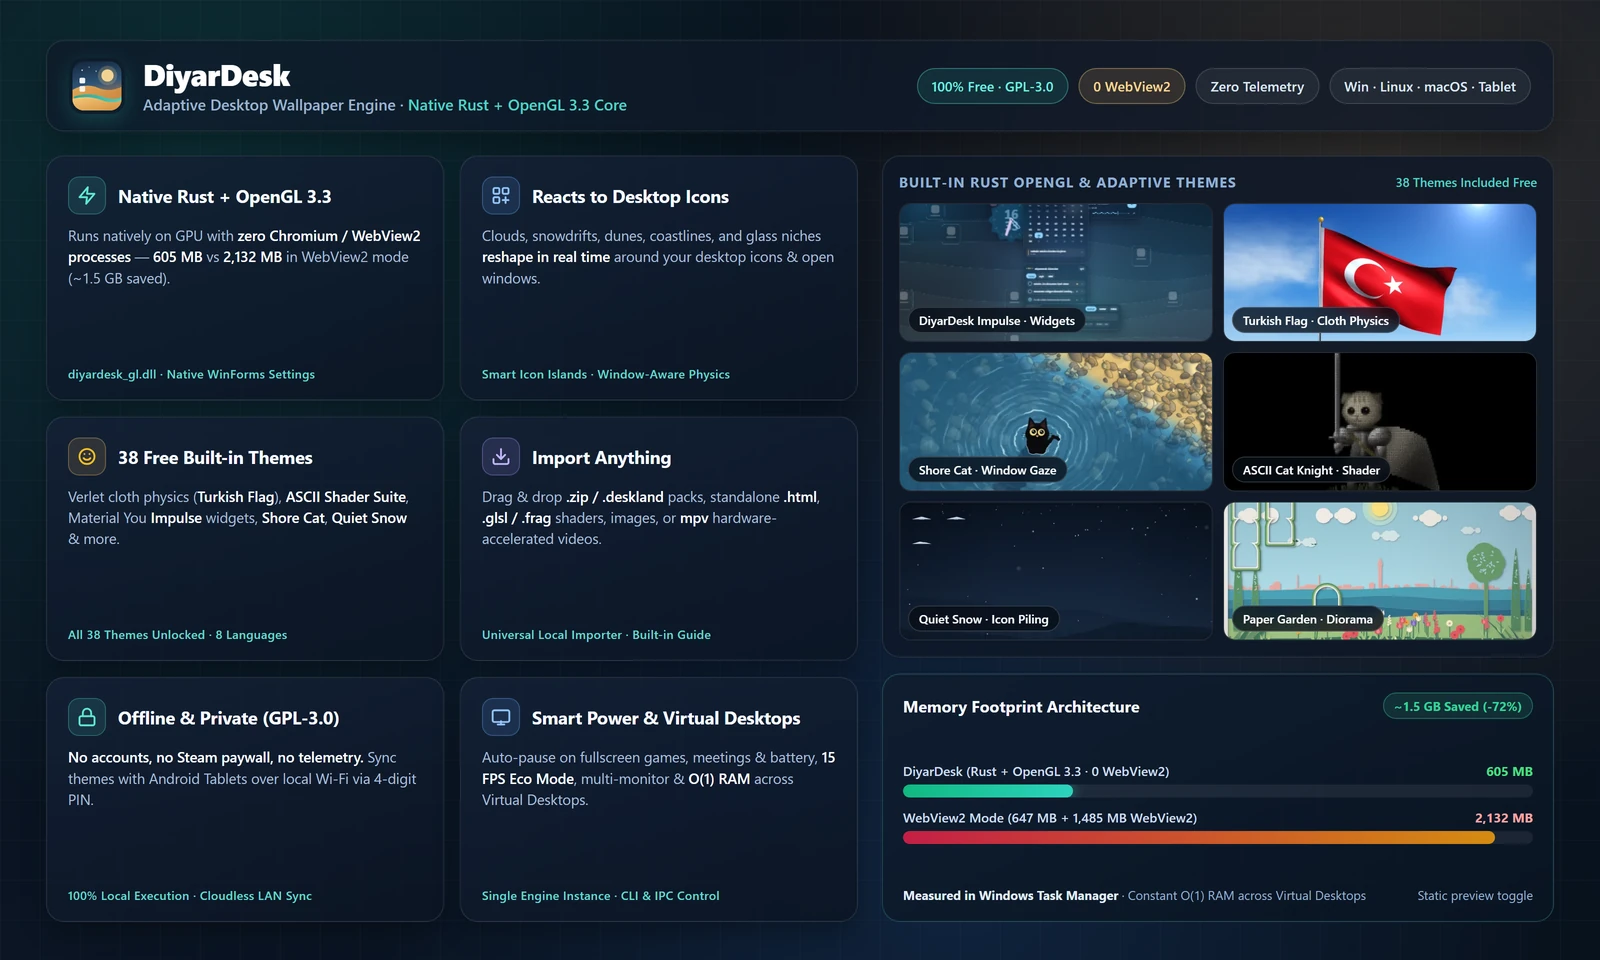 DiyarDesk
Adaptive Desktop Wallpaper Engine · Native Rust + OpenGL 3.3 Core
100% Free · GPL-3.0
0 WebView2
Zero Telemetry
Win · Linux · macOS · Tablet
Native Rust + OpenGL 3.3
Runs natively on GPU with zero Chromium / WebView2
processes — 605 MB vs 2,132 MB in WebView2 mode
(~1.5 GB saved).
diyardesk_gl.dll · Native WinForms Settings
Reacts to Desktop Icons
Clouds, snowdrifts, dunes, coastlines, and glass niches
reshape in real time around your desktop icons & open
windows.
Smart Icon Islands · Window-Aware Physics
38 Free Built-in Themes
Verlet cloth physics (Turkish Flag), ASCII Shader Suite,
Material You Impulse widgets, Shore Cat, Quiet Snow
& more.
All 38 Themes Unlocked · 8 Languages
Import Anything
Drag & drop .zip / .deskland packs, standalone .html,
.glsl / .frag shaders, images, or mpv hardware-
accelerated videos.
Universal Local Importer · Built-in Guide
Offline & Private (GPL-3.0)
No accounts, no Steam paywall, no telemetry. Sync
themes with Android Tablets over local Wi-Fi via 4-digit
PIN.
100% Local Execution · Cloudless LAN Sync
Smart Power & Virtual Desktops
Auto-pause on fullscreen games, meetings & battery, 15
FPS Eco Mode, multi-monitor & O(1) RAM across
Virtual Desktops.
Single Engine Instance · CLI & IPC Control
BUILT-IN RUST OPENGL & ADAPTIVE THEMES
38 Themes Included Free
16
DiyarDesk Impulse · Widgets
Turkish Flag · Cloth Physics
Shore Cat · Window Gaze
ASCII Cat Knight · Shader
Quiet Snow · Icon Piling
Paper Garden · Diorama
Memory Footprint Architecture
~1.5 GB Saved (-72%)
DiyarDesk (Rust + OpenGL 3.3 · 0 WebView2)
605 MB
WebView2 Mode (647 MB + 1,485 MB WebView2)
2,132 MB
Measured in Windows Task Manager · Constant O(1) RAM across Virtual Desktops
Static preview toggle